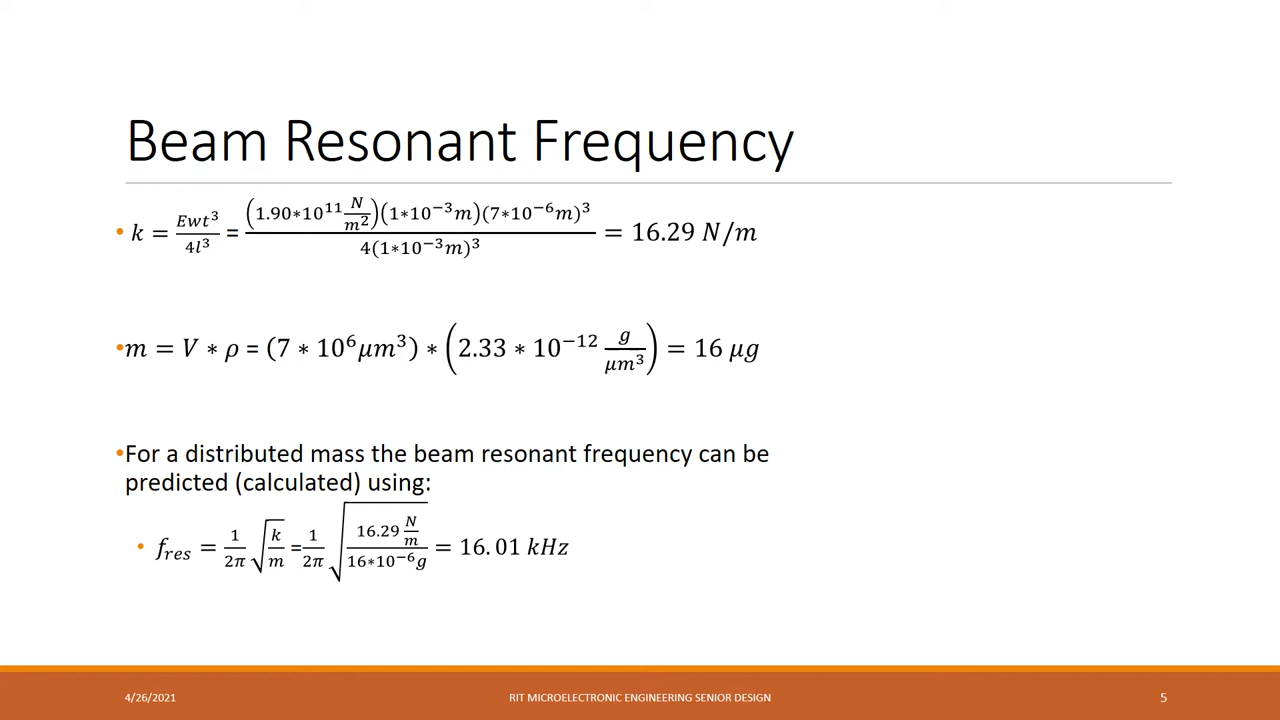 Beam Resonant Frequency
• k = Ewt³/4l³ = (1.90∗10¹¹ N/m²)(1∗10⁻³m)(7∗10⁻⁶m)³/4(1∗10⁻³m)³ = 16.29 N/m
•m = V ∗ ρ = (7 ∗ 10⁶μm³) ∗ (2.33 ∗ 10⁻¹² g/μm³) = 16 μg
•For a distributed mass the beam resonant frequency can be
predicted (calculated) using:
• f_res = 1/2π √(k/m) =1/2π √(16.29 N/m / 16∗10⁻⁶g) = 16.01 kHz
4/26/2021
RIT MICROELECTRONIC ENGINEERING SENIOR DESIGN
5